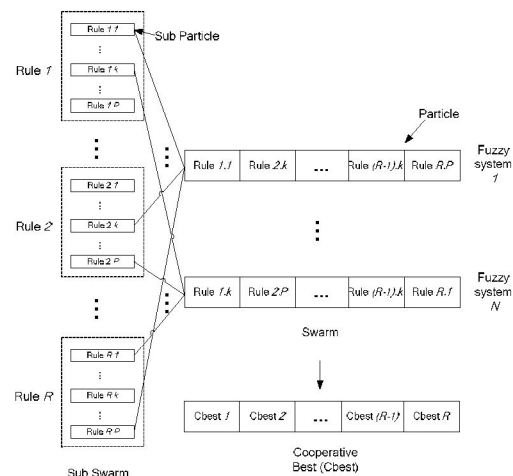 Rule 1.1
Sub Particle
⋮
Rule 1
Rule 1.k
⋮
Rule 1.P
Particle
Rule 1.1 Rule 2.k ... Rule (R-1).k Rule R.P
Fuzzy
system
1
Rule 2.1
⋮
Rule 2
Rule 2.k
⋮
Rule 2.P
Rule 1.k Rule 2.P ... Rule (R-1).k Rule R.1
Fuzzy
system
N
Swarm
Rule R.1
⋮
Rule R
Rule R.k
⋮
Rule R.P
Cbest 1 Cbest 2 ... Cbest (R-1) Cbest R
Cooperative
Best (Cbest)
Sub Swarm